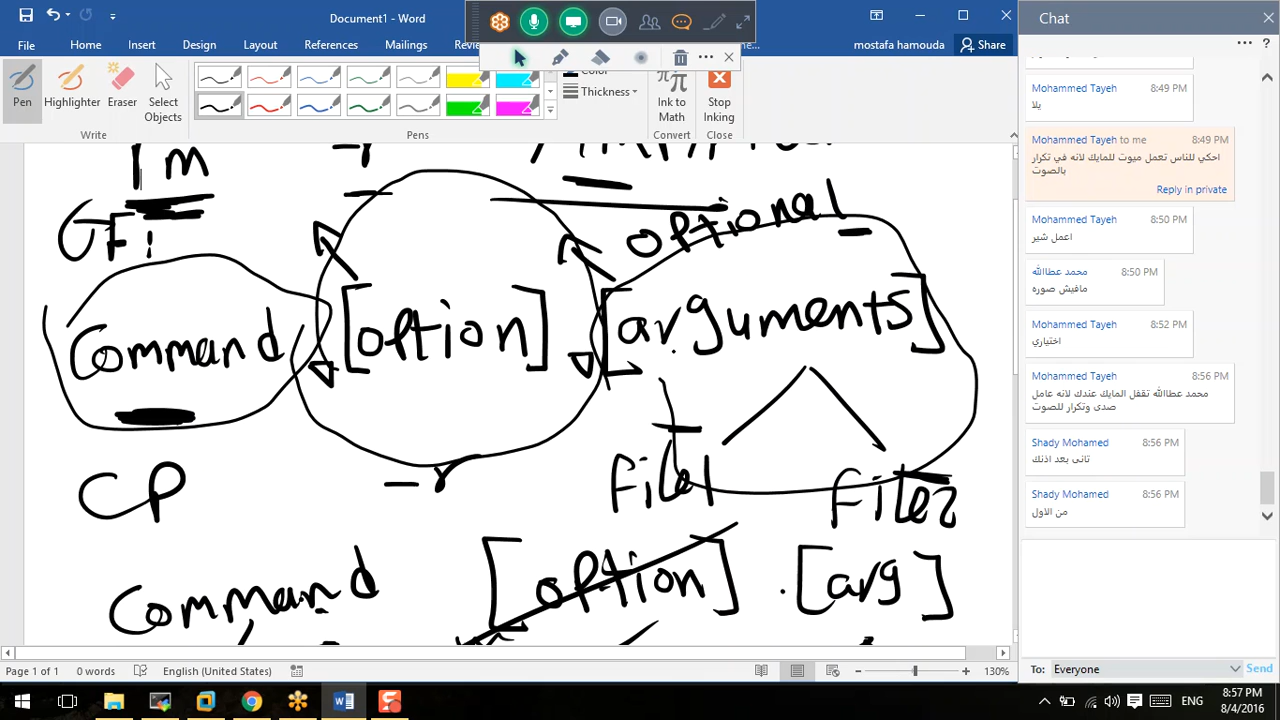 Document1 - Word
mostafa hamouda
Share
File
Home
Insert
Design
Layout
References
Mailings
Pen
Highlighter
Eraser
Select
Objects
Write
Pens
Color
Thickness
Ink to
Math
Convert
Stop
Inking
Close
rm
-r
optional
Command
[option]
[arguments]
CP
-r
File1
File2
Command
[option]
[arg]
Page 1 of 1
0 words
English (United States)
130%
Chat
8:49 PM
يلا
Mohammed Tayeh to me
8:49 PM
احكي للناس تعمل ميوت للمايك لانه في تكرار
بالصوت
Reply in private
Mohammed Tayeh
8:50 PM
اعمل شير
محمد عطاالله
8:50 PM
مافيش صوره
Mohammed Tayeh
8:52 PM
اختياري
Mohammed Tayeh
8:56 PM
محمد عطاالله تقفل المايك عندك لانه عامل
صدى وتكرار للصوت
Shady Mohamed
8:56 PM
تانى بعد اذنك
Shady Mohamed
8:56 PM
من الاول
To:
Everyone
Send
ENG
8:57 PM
8/4/2016